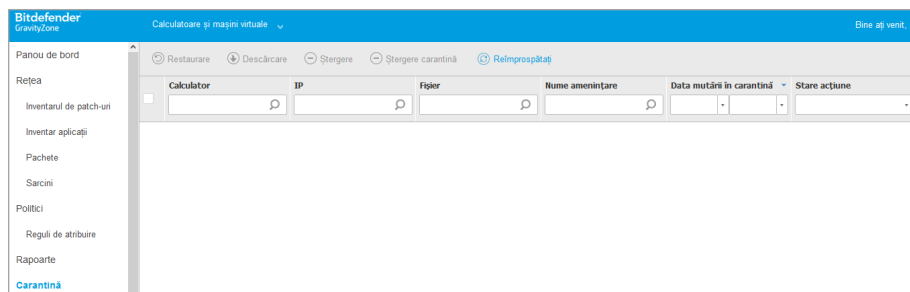 Bitdefender
GravityZone
Calculatoare și mașini virtuale
Bine ați venit,
Panou de bord
Rețea
Inventarul de patch-uri
Inventar aplicații
Pachete
Sarcini
Politici
Reguli de atribuire
Rapoarte
Carantină
Restaurare Descărcare Ștergere Ștergere carantină Reîmprospătați
Calculator IP Fișier Nume amenințare Data mutării în carantină Stare acțiune